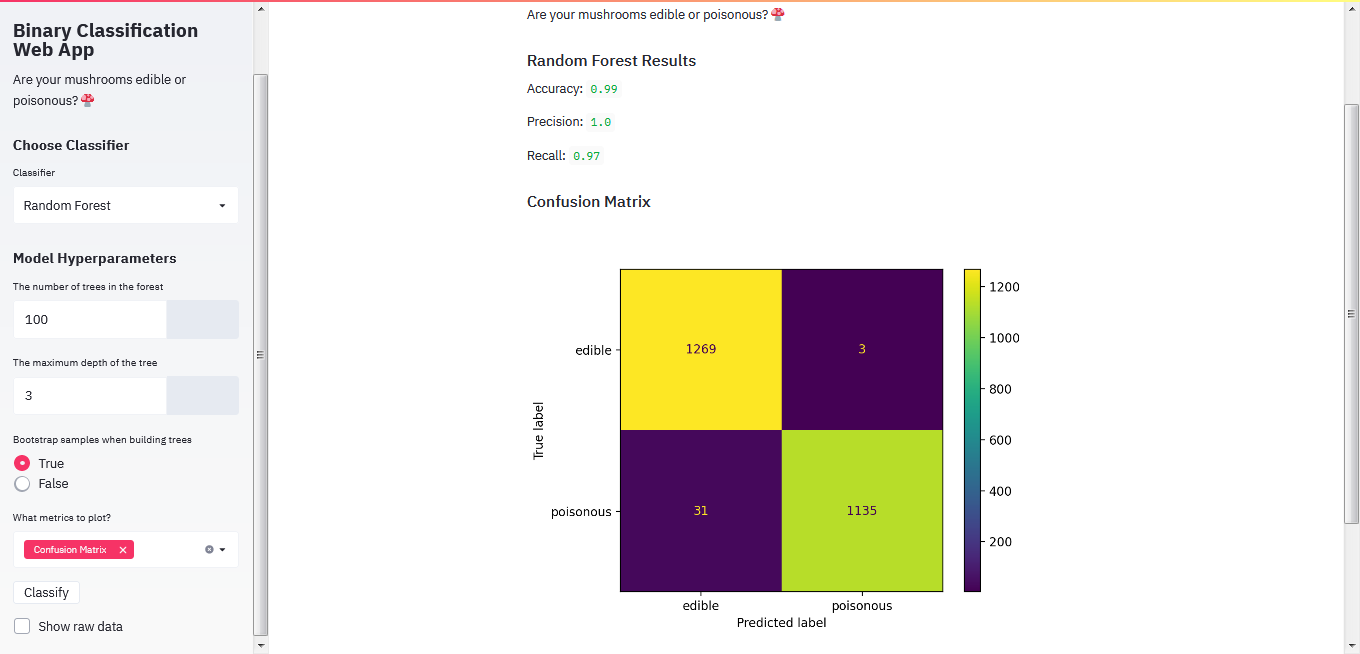 Binary Classification
Web App
Are your mushrooms edible or
poisonous? 🍄
Choose Classifier
Classifier
Random Forest
Model Hyperparameters
The number of trees in the forest
100
The maximum depth of the tree
3
Bootstrap samples when building trees
True
False
What metrics to plot?
Confusion Matrix
Classify
Show raw data
Are your mushrooms edible or poisonous? 🍄
Random Forest Results
Accuracy: 0.99
Precision: 1.0
Recall: 0.97
Confusion Matrix
True label
edible
1269
3
poisonous
31
1135
edible
poisonous
Predicted label
1200
1000
800
600
400
200